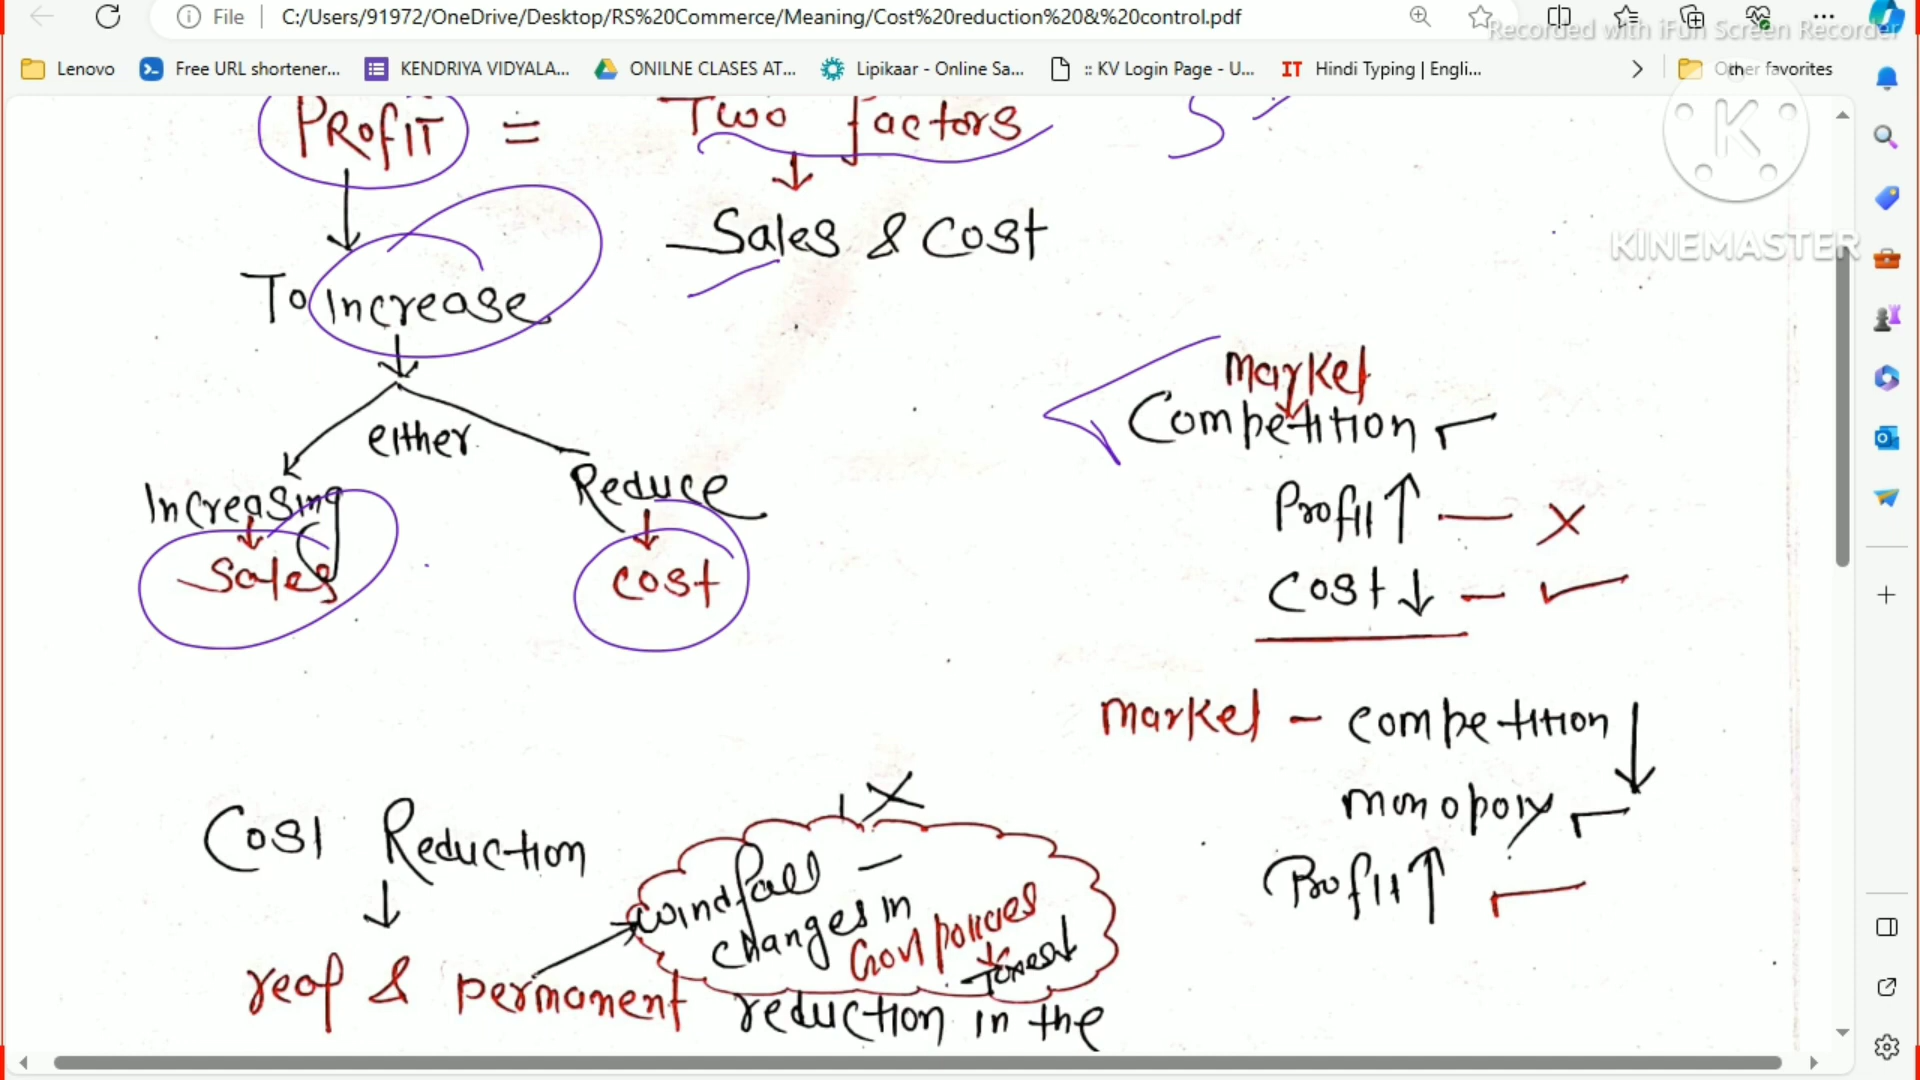 File C:/Users/91972/OneDrive/Desktop/RS%20Commerce/Meaning/Cost%20reduction%20&%20control.pdf
Recorded with iFun Screen Recorder
Lenovo Free URL shortener... KENDRIYA VIDYALA... ONILNE CLASES AT... Lipikaar - Online Sa... :: KV Login Page - U... IT Hindi Typing | Engli... Other favorites
PROFIT = Two factors
K
KINEMASTER
Sales & Cost
To Increase
either
Increasing
Sales
Reduce
cost
Market
Competition
Profit ↑ – ×
Cost ↓ – ✓
Market - competition ↓
monopoly
Profit ↑
Cost Reduction
windfall –
changes in
Govt policies
&
permanent
reduction in the